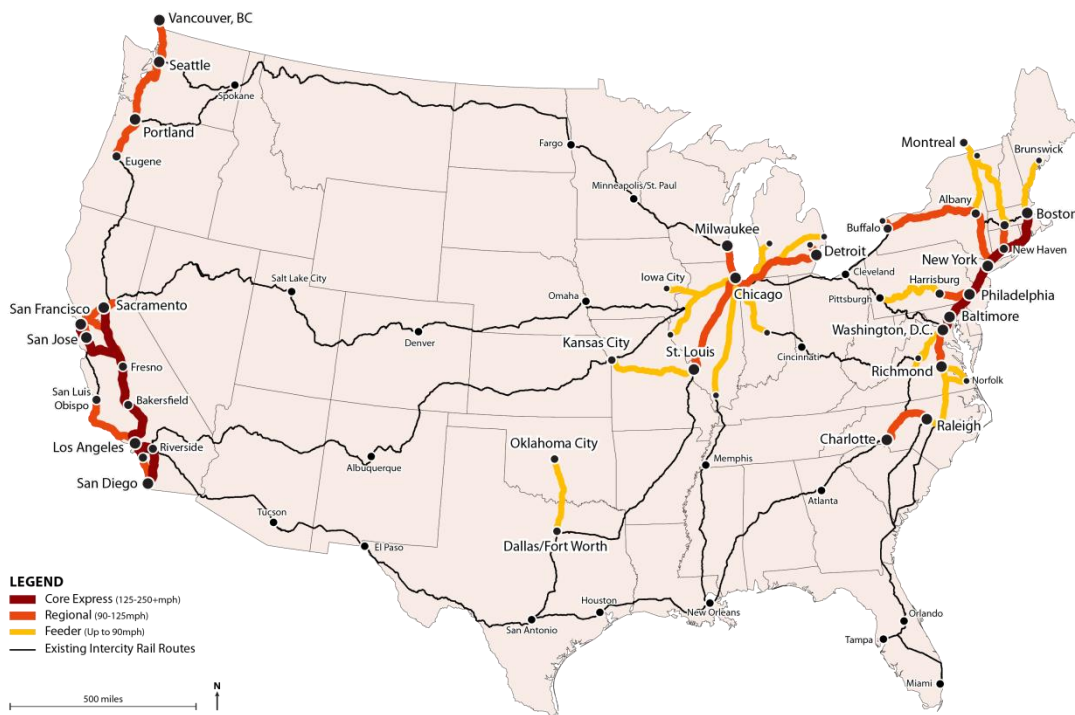 Vancouver, BC
Seattle
Spokane
Portland
Eugene
Fargo
Minneapolis/St. Paul
Milwaukee
Montreal
Brunswick
Albany
Boston
Buffalo
Detroit
New Haven
New York
Cleveland
Harrisburg
Pittsburgh
Philadelphia
Baltimore
Washington, D.C.
Iowa City
Chicago
Salt Lake City
Omaha
Sacramento
San Francisco
San Jose
Denver
Kansas City
St. Louis
Cincinnati
Richmond
Norfolk
Fresno
San Luis
Obispo
Bakersfield
Los Angeles
Riverside
San Diego
Albuquerque
Oklahoma City
Memphis
Charlotte
Raleigh
Atlanta
Tucson
El Paso
Dallas/Fort Worth
Houston
San Antonio
New Orleans
Orlando
Tampa
Miami
LEGEND
Core Express (125-250+mph)
Regional (90-125mph)
Feeder (Up to 90mph)
Existing Intercity Rail Routes
500 miles
N